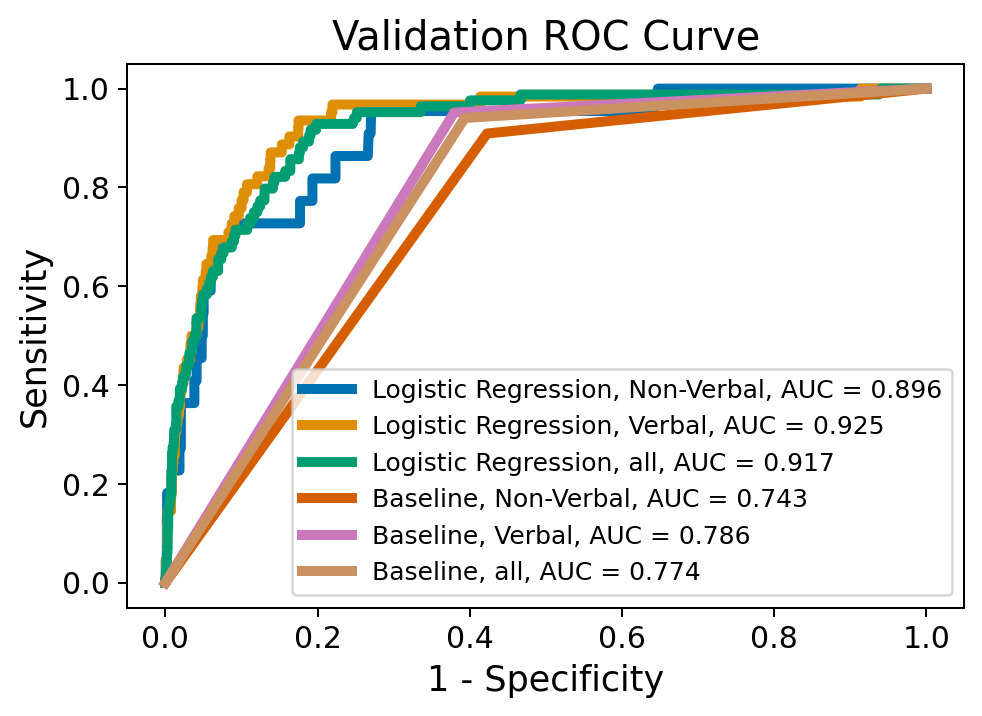 Validation ROC Curve
1.0
0.8
0.6
0.4
0.2
0.0
Sensitivity
Logistic Regression, Non-Verbal, AUC = 0.896
Logistic Regression, Verbal, AUC = 0.925
Logistic Regression, all, AUC = 0.917
Baseline, Non-Verbal, AUC = 0.743
Baseline, Verbal, AUC = 0.786
Baseline, all, AUC = 0.774
0.0 0.2 0.4 0.6 0.8 1.0
1 - Specificity